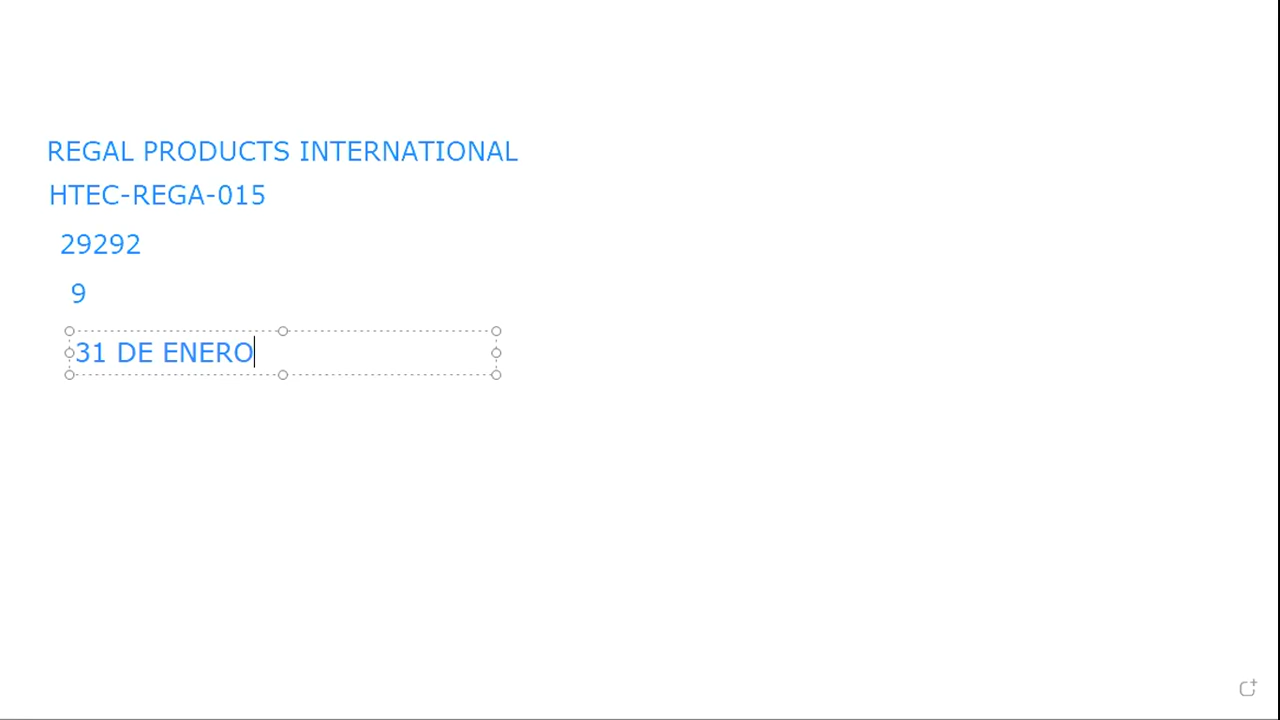 REGAL PRODUCTS INTERNATIONAL
HTEC-REGA-015
29292
9
31 DE ENERO